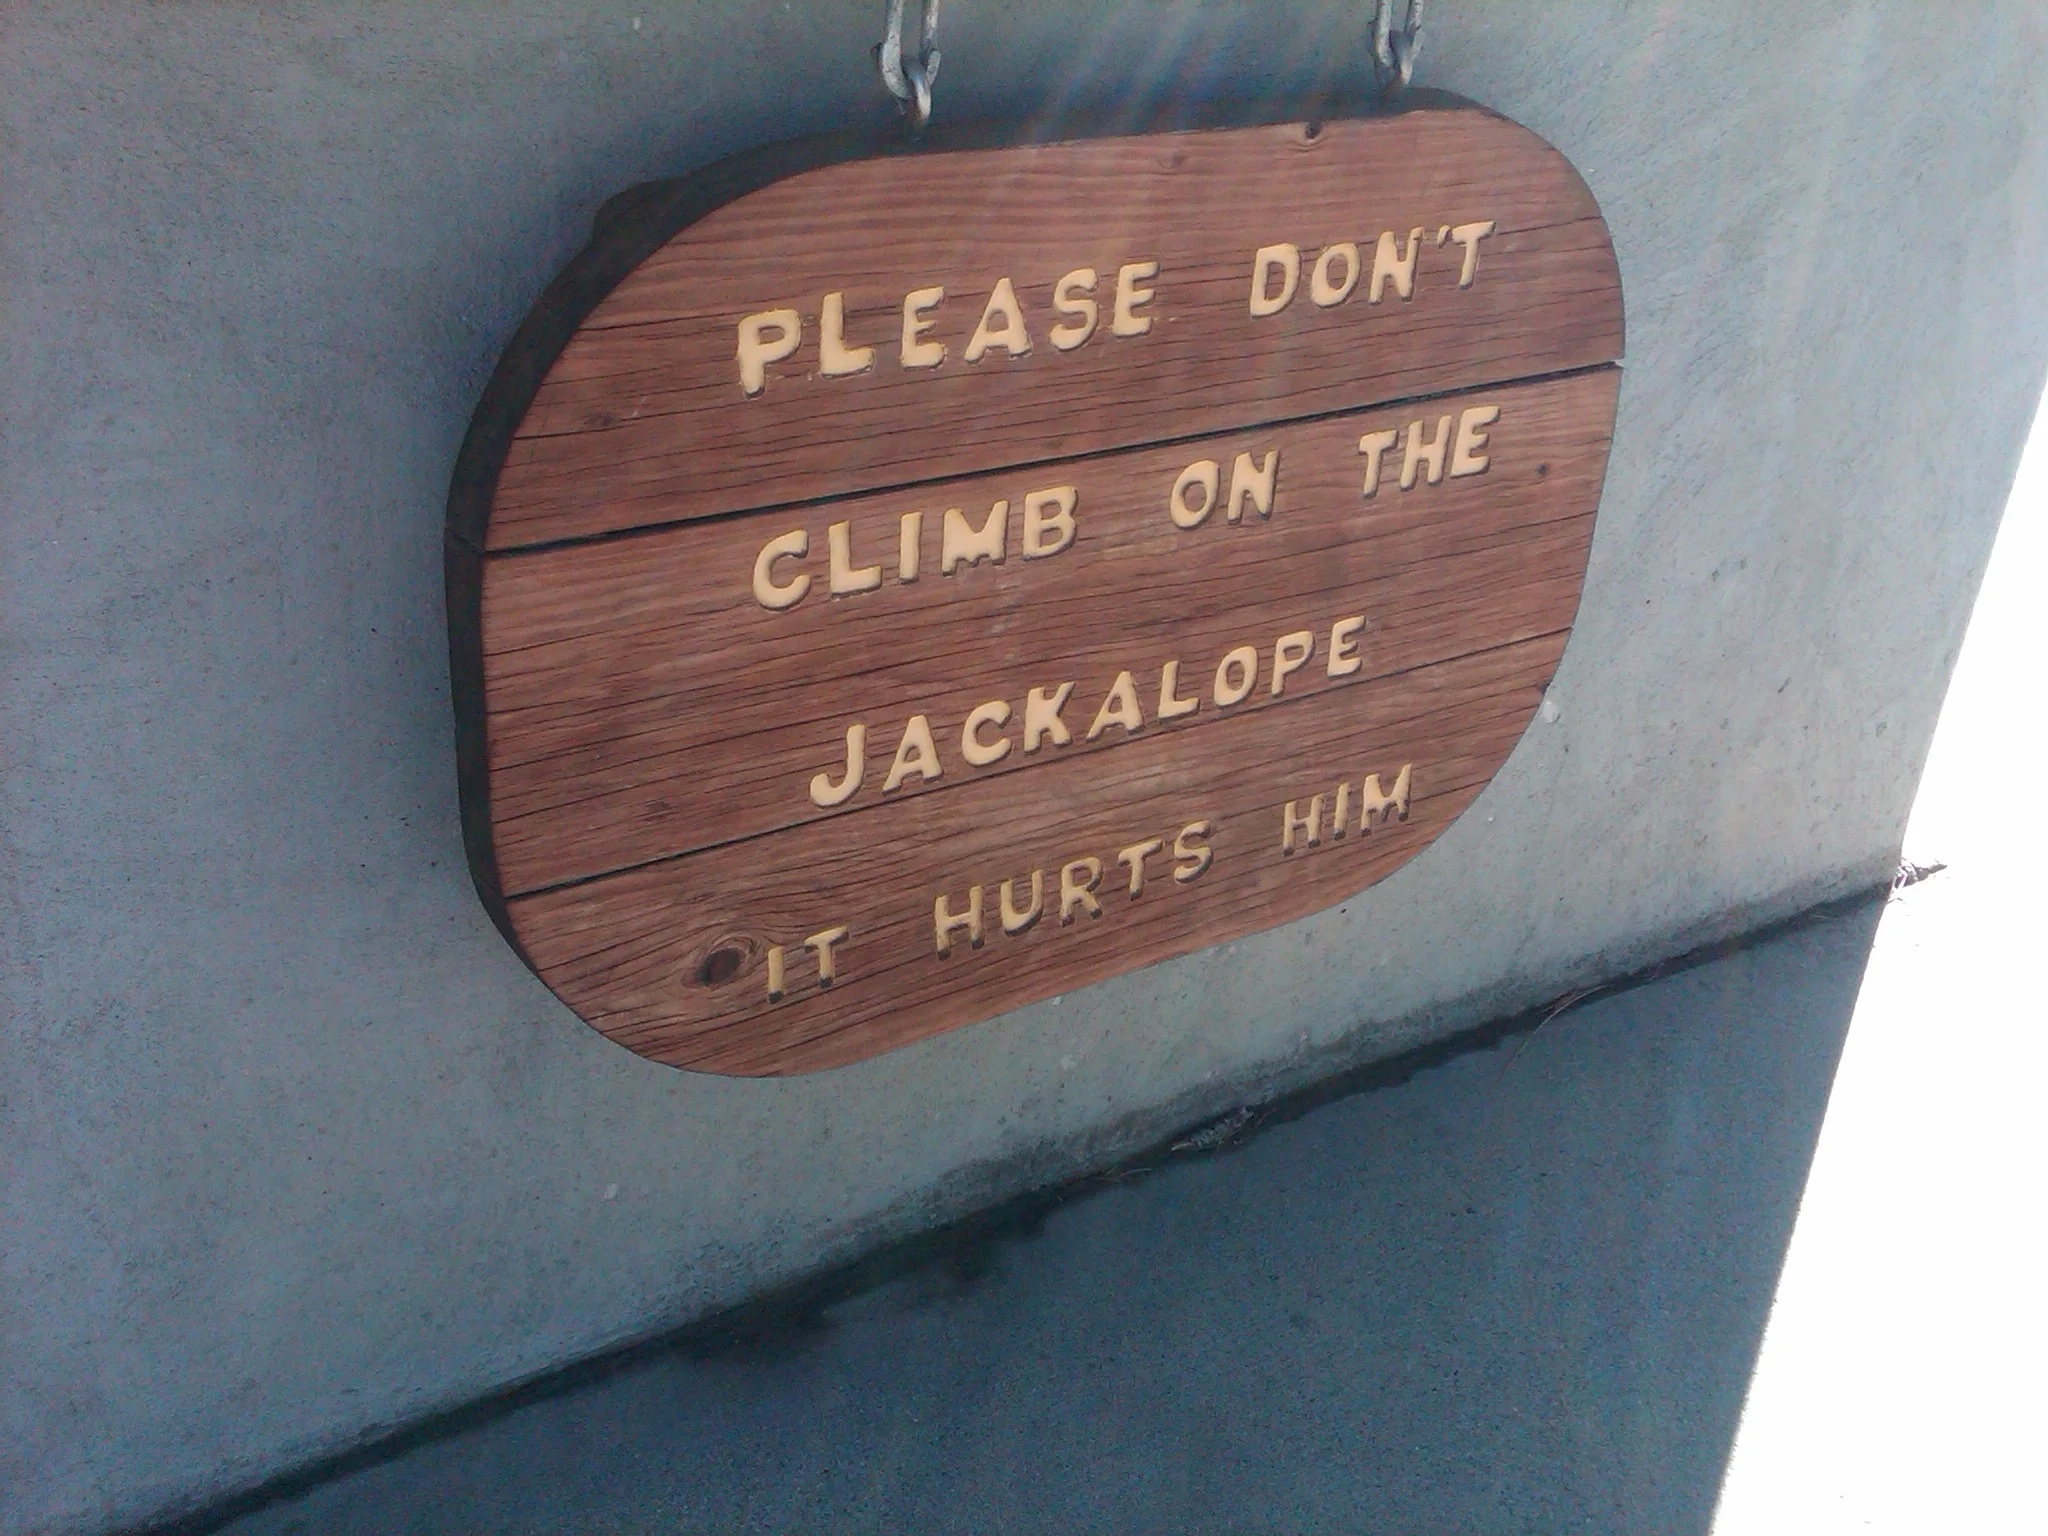 PLEASE DON'T
CLIMB ON THE
JACKALOPE
IT HURTS HIM